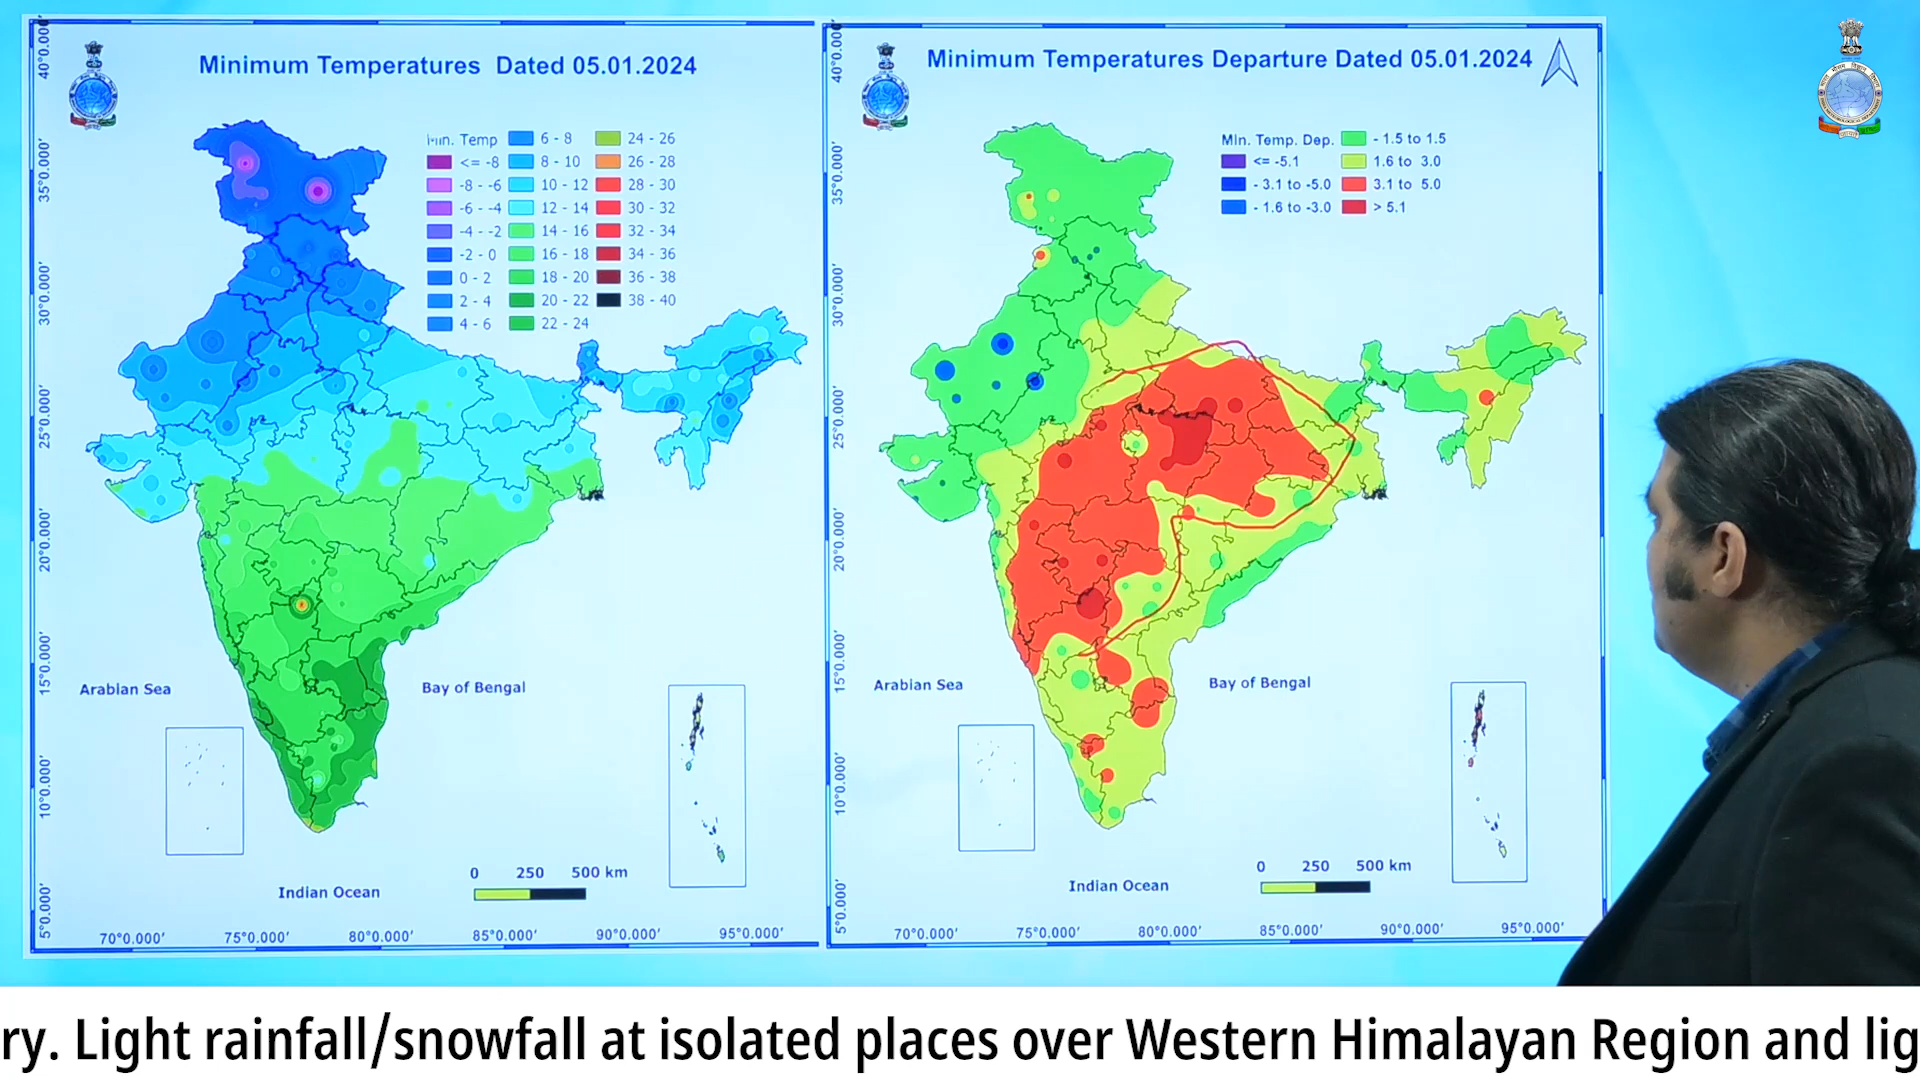 Minimum Temperatures Dated 05.01.2024
Min. Temp
<= -8
-8 - -6
-6 - -4
-4 - -2
-2 - 0
0 - 2
2 - 4
4 - 6
6 - 8
8 - 10
10 - 12
12 - 14
14 - 16
16 - 18
18 - 20
20 - 22
22 - 24
24 - 26
26 - 28
28 - 30
30 - 32
32 - 34
34 - 36
36 - 38
38 - 40
40°0.000'
35°0.000'
30°0.000'
25°0.000'
20°0.000'
15°0.000'
10°0.000'
5°0.000'
Arabian Sea
Bay of Bengal
Indian Ocean
0 250 500 km
70°0.000' 75°0.000' 80°0.000' 85°0.000' 90°0.000' 95°0.000'
Minimum Temperatures Departure Dated 05.01.2024
Min. Temp. Dep.
<= -5.1
- 3.1 to -5.0
- 1.6 to -3.0
- 1.5 to 1.5
1.6 to 3.0
3.1 to 5.0
> 5.1
40°0.000'
35°0.000'
30°0.000'
25°0.000'
20°0.000'
15°0.000'
10°0.000'
5°0.000'
Arabian Sea
Bay of Bengal
Indian Ocean
0 250 500 km
70°0.000' 75°0.000' 80°0.000' 85°0.000' 90°0.000' 95°0.000'
ry. Light rainfall/snowfall at isolated places over Western Himalayan Region and lig